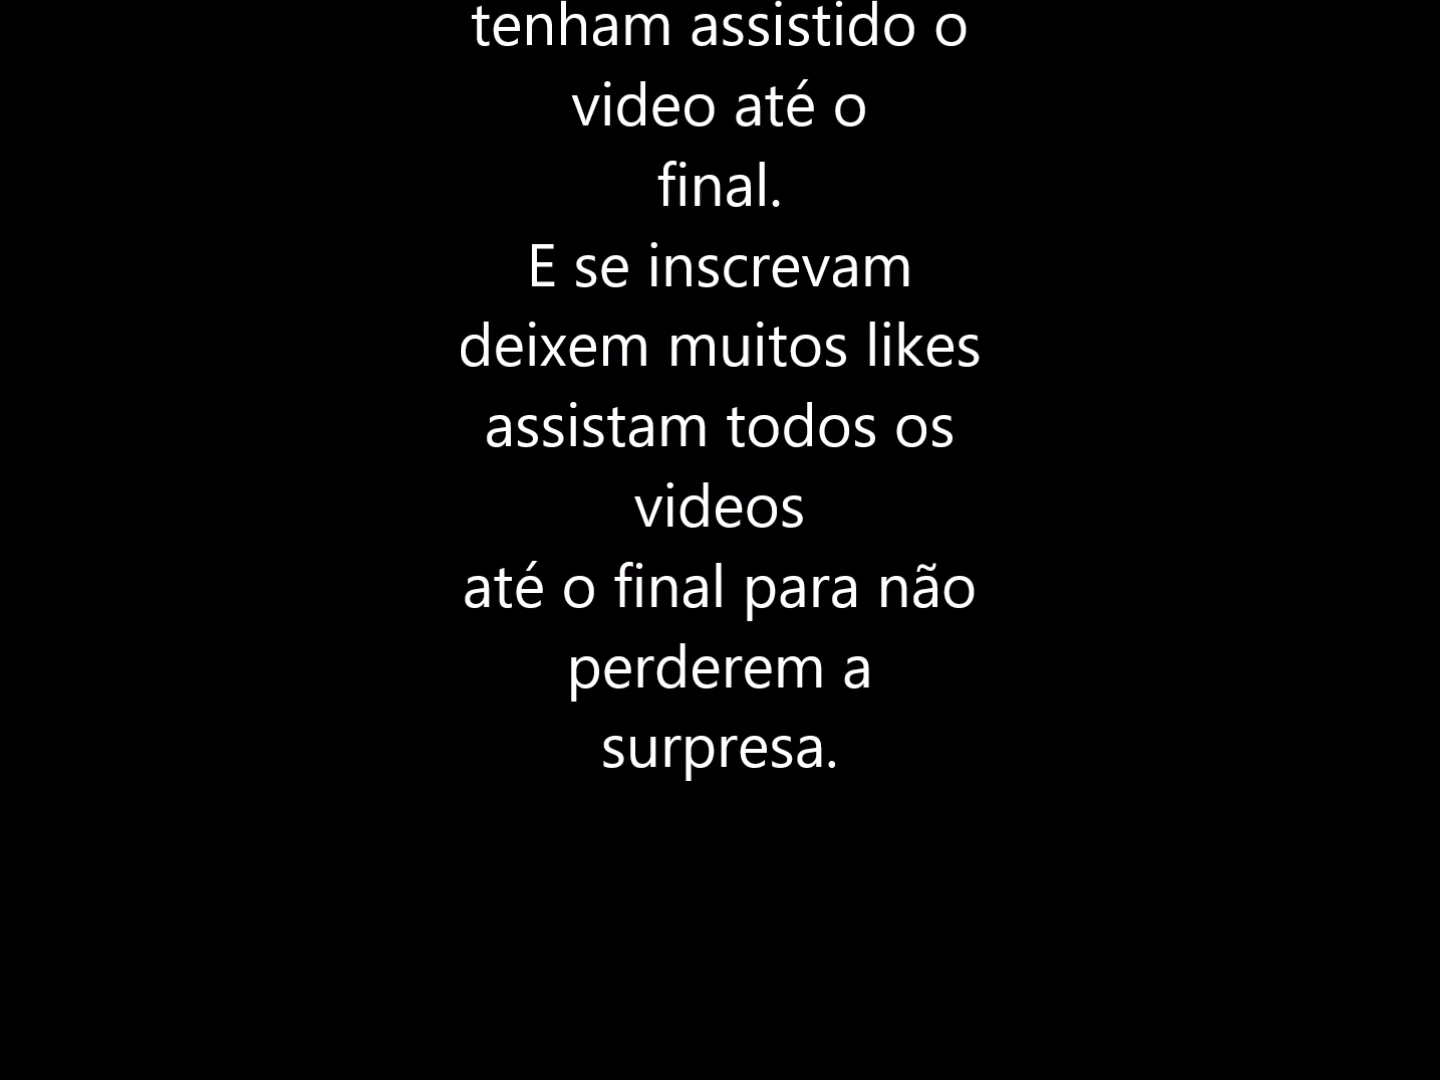 tenham assistido o
video até o
final.
E se inscrevam
deixem muitos likes
assistam todos os
videos
até o final para não
perderem a
surpresa.